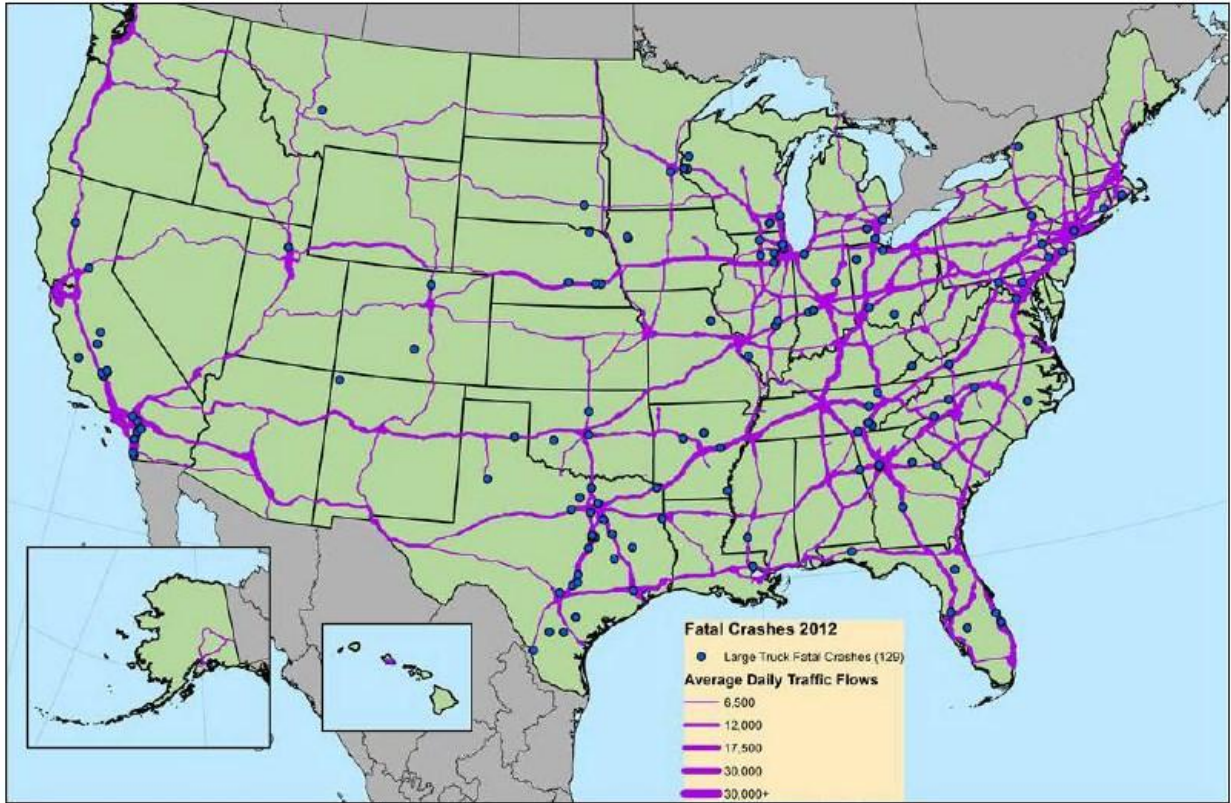 Fatal Crashes 2012
Large Truck Fatal Crashes (129)
Average Daily Traffic Flows
6,500
12,000
17,500
30,000
30,000+